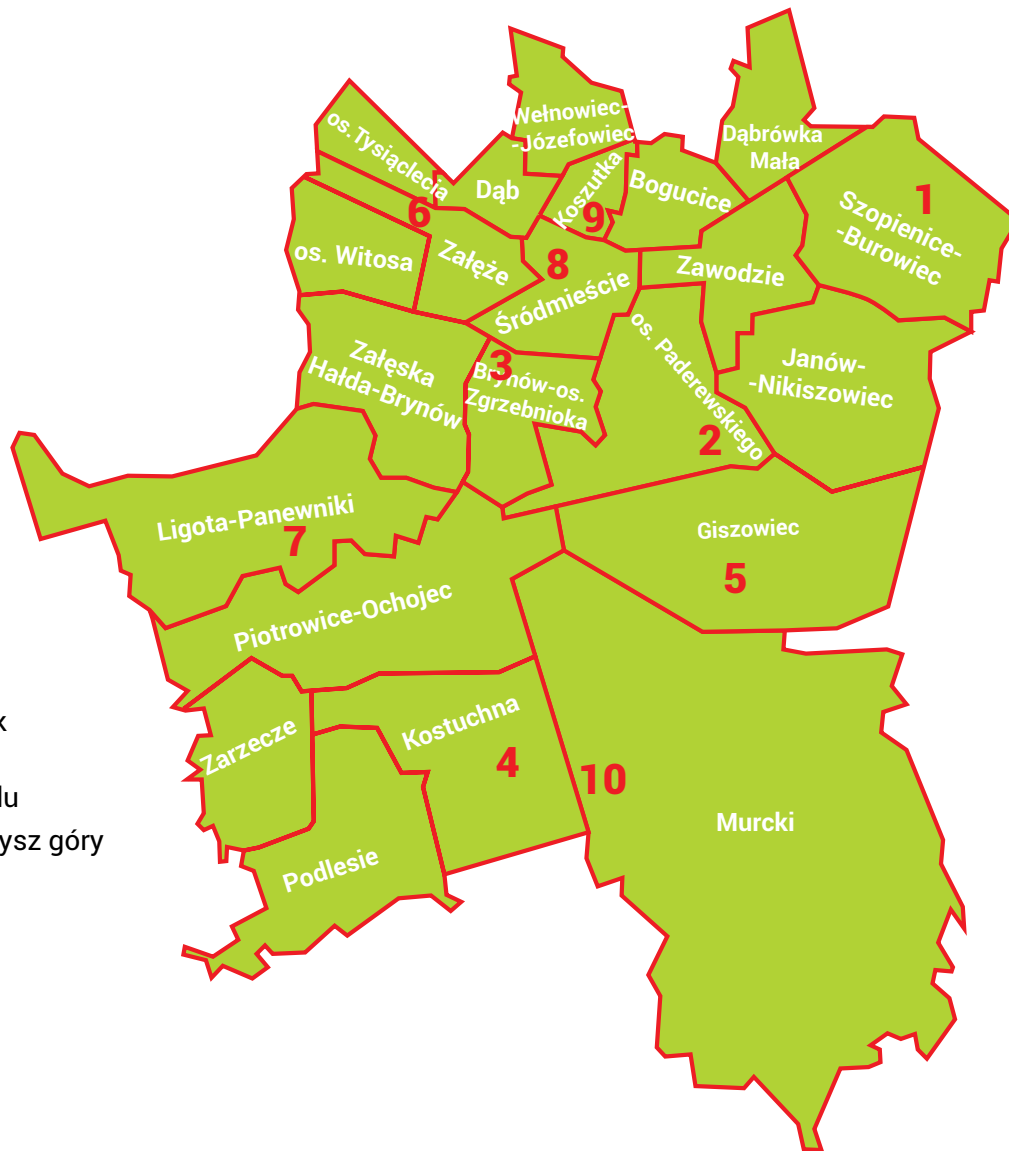 Wełnowiec-
-Józefowiec
os. Tysiąclecia
Dąbrówka
Mała
Dąb
Koszutka
Bogucice
1
Szopienice-
-Burowiec
6
9
os. Witosa
Załęże
8
Śródmieście
Zawodzie
Załęska
Hałda-Brynów
3
Brynów-os.
Zgrzebnioka
os. Paderewskiego
2
Janów-
-Nikiszowiec
Ligota-Panewniki
7
Giszowiec
5
Piotrowice-Ochojec
Zarzecze
Kostuchna
4
10
Murcki
Podlesie
ysz góry